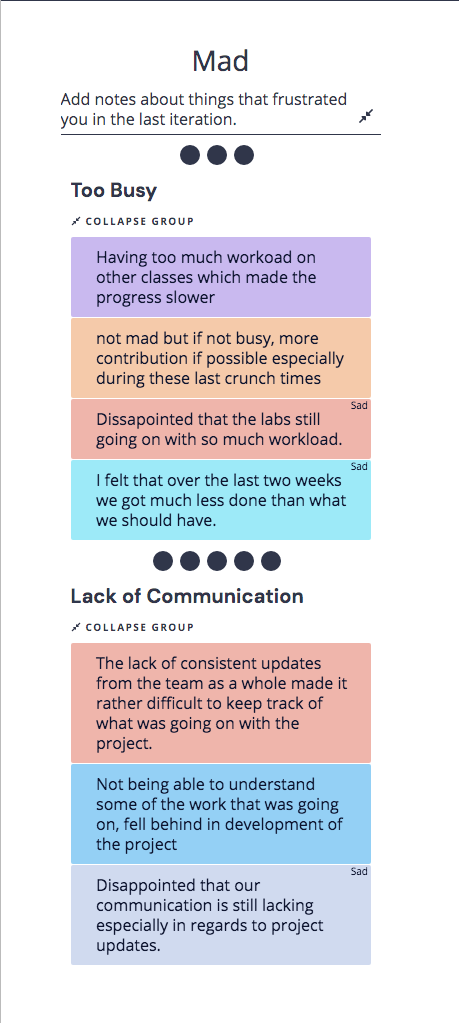 Mad
Add notes about things that frustrated
you in the last iteration.
Too Busy
COLLAPSE GROUP
Having too much workoad on
other classes which made the
progress slower
not mad but if not busy, more
contribution if possible especially
during these last crunch times
Sad
Dissapointed that the labs still
going on with so much workload.
Sad
I felt that over the last two weeks
we got much less done than what
we should have.
Lack of Communication
COLLAPSE GROUP
The lack of consistent updates
from the team as a whole made it
rather difficult to keep track of
what was going on with the
project.
Not being able to understand
some of the work that was going
on, fell behind in development of
the project
Sad
Disappointed that our
communication is still lacking
especially in regards to project
updates.